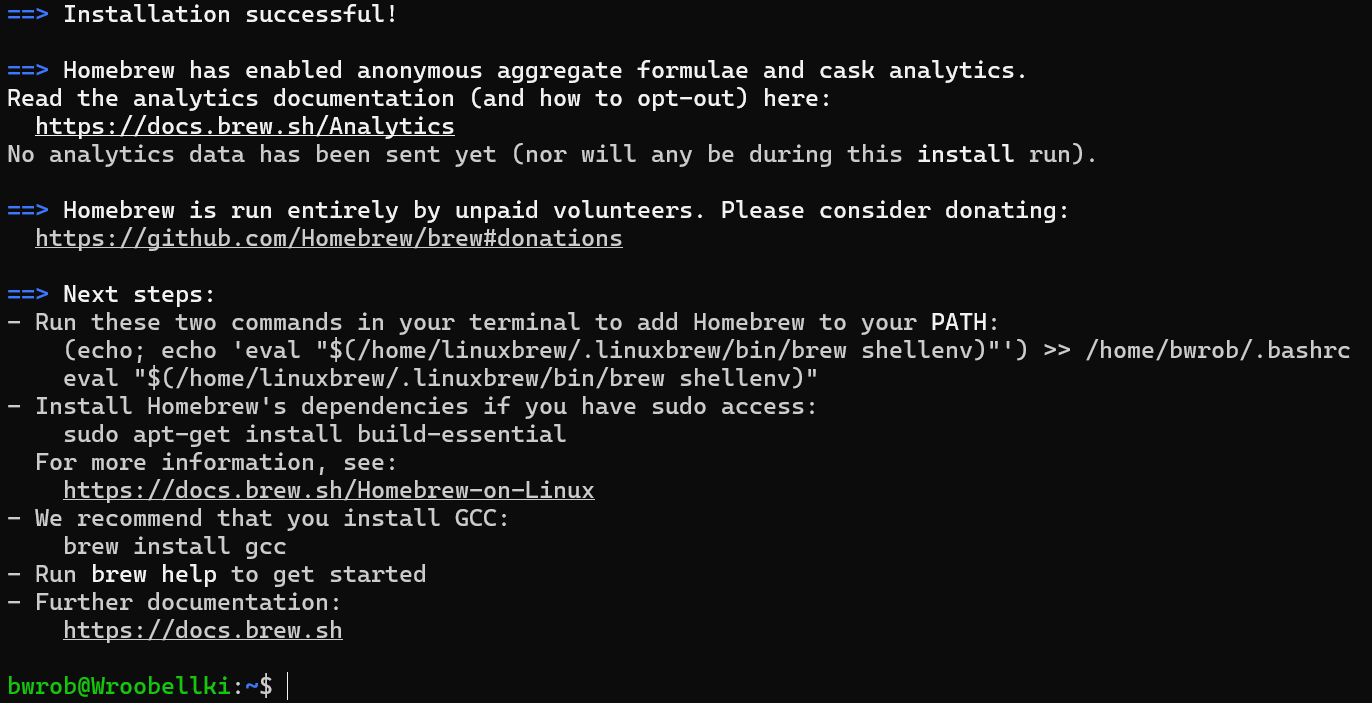 ==> Installation successful!
==> Homebrew has enabled anonymous aggregate formulae and cask analytics.
Read the analytics documentation (and how to opt-out) here:
https://docs.brew.sh/Analytics
No analytics data has been sent yet (nor will any be during this install run).
==> Homebrew is run entirely by unpaid volunteers. Please consider donating:
https://github.com/Homebrew/brew#donations
==> Next steps:
- Run these two commands in your terminal to add Homebrew to your PATH:
(echo; echo 'eval "$(/home/linuxbrew/.linuxbrew/bin/brew shellenv)"') >> /home/bwrob/.bashrc
eval "$(/home/linuxbrew/.linuxbrew/bin/brew shellenv)"
- Install Homebrew's dependencies if you have sudo access:
sudo apt-get install build-essential
For more information, see:
https://docs.brew.sh/Homebrew-on-Linux
- We recommend that you install GCC:
brew install gcc
- Run brew help to get started
- Further documentation:
https://docs.brew.sh
bwrob@Wroobellki:~$